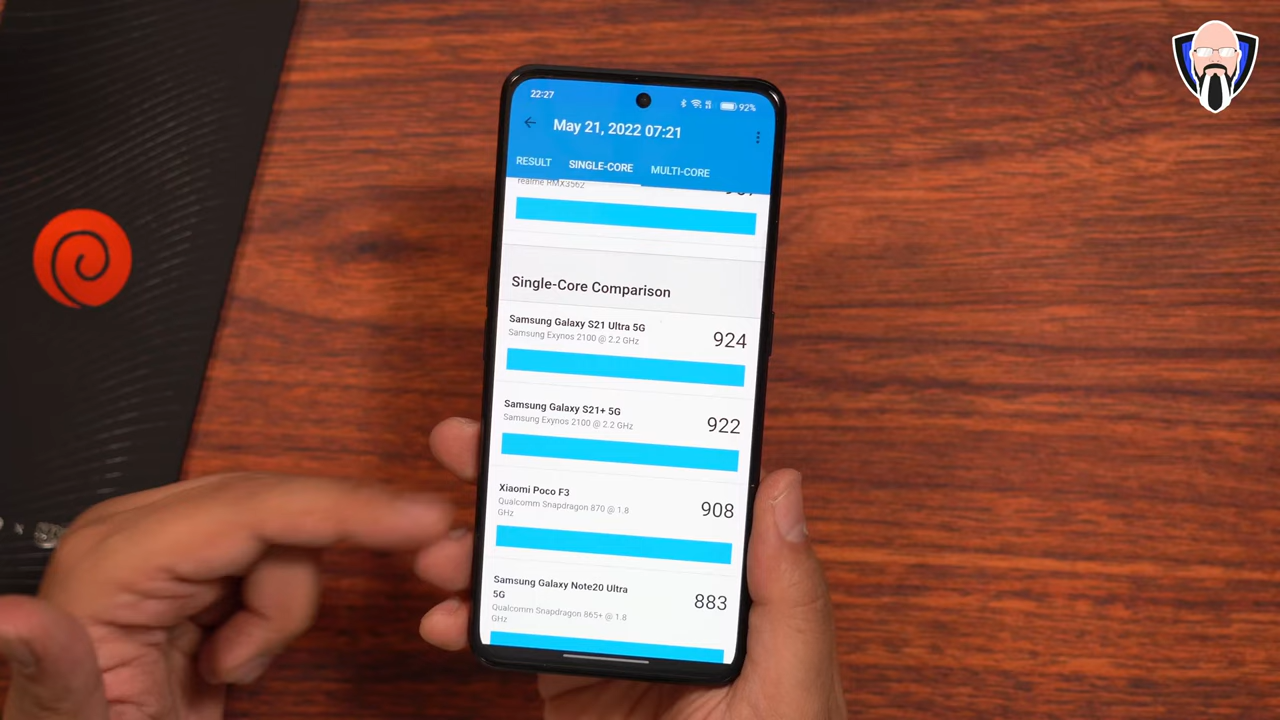 22:27
92%
May 21, 2022 07:21
RESULT
SINGLE-CORE
MULTI-CORE
realme RMX3562
Single-Core Comparison
Samsung Galaxy S21 Ultra 5G
924
Samsung Exynos 2100 @ 2.2 GHz
Samsung Galaxy S21+ 5G
922
Samsung Exynos 2100 @ 2.2 GHz
Xiaomi Poco F3
908
Qualcomm Snapdragon 870 @ 1.8
GHz
Samsung Galaxy Note20 Ultra
5G
883
Qualcomm Snapdragon 865+ @ 1.8
GHz